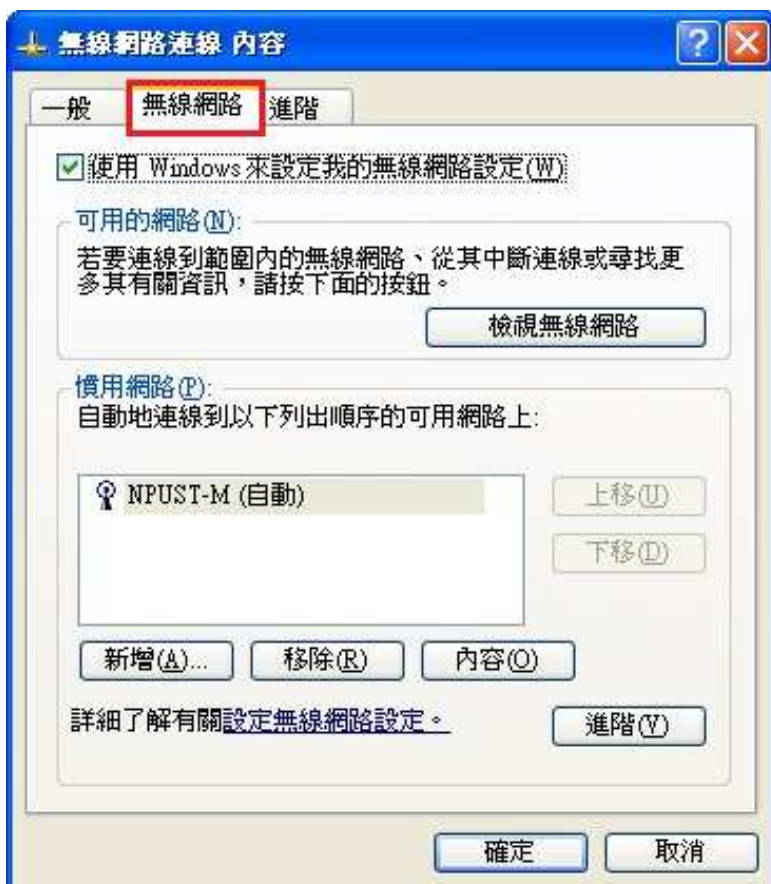 無線網路連線 內容
一般 無線網路 進階
使用 Windows 來設定我的無線網路設定(W)
可用的網路(N):
若要連線到範圍內的無線網路、從其中斷連線或尋找更
多其有關資訊，請按下面的按鈕。
檢視無線網路
慣用網路(P):
自動地連線到以下列出順序的可用網路上:
NPUST-M (自動)
上移(U)
下移(D)
新增(A)... 移除(R) 內容(O)
詳細了解有關設定無線網路設定。 進階(V)
確定 取消